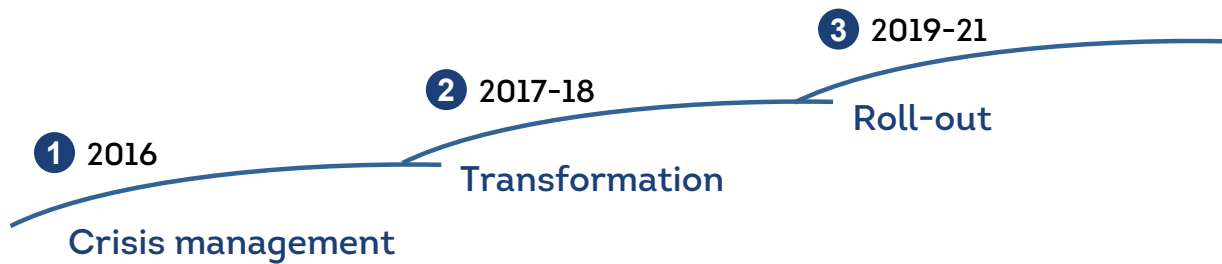 1 2016
Crisis management
2 2017-18
Transformation
3 2019-21
Roll-out